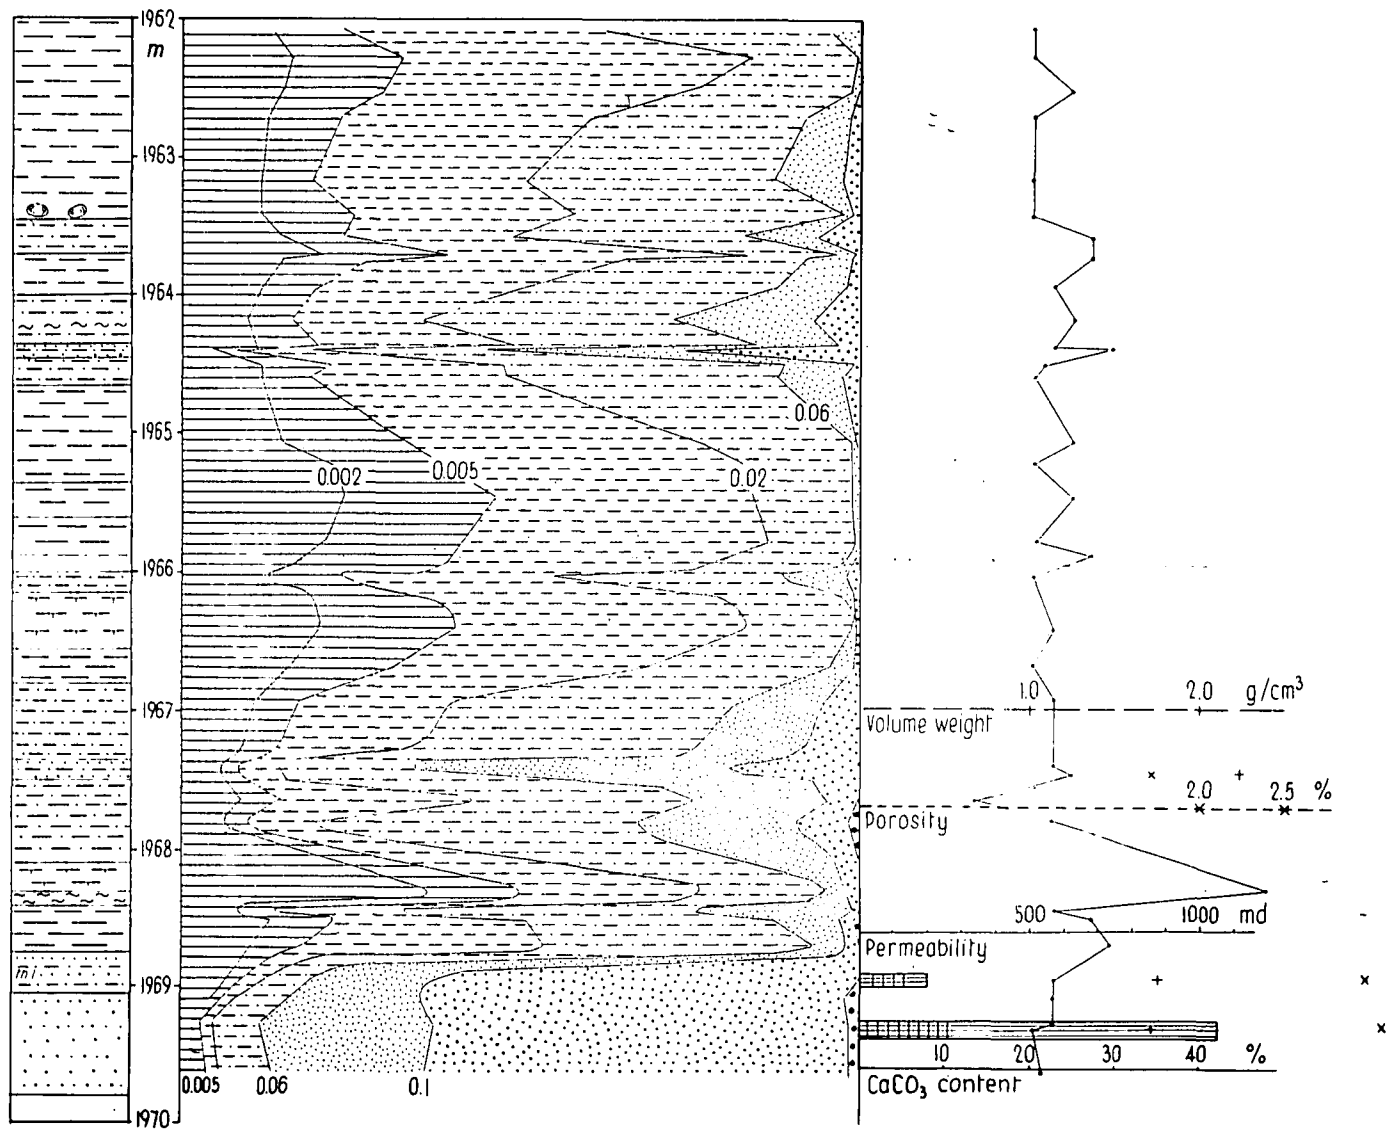 1962
m
1963
1964
0.06
1965
0.002
0.005
0.02
1966
1.0 2.0 g/cm³
1967
Volume weight
2.0 2.5 %
Porosity
1968
500 1000 md
Permeability
mi
1969
10 20 30 40 %
0.005 0.06 0.1
CaCO₃ content
1970